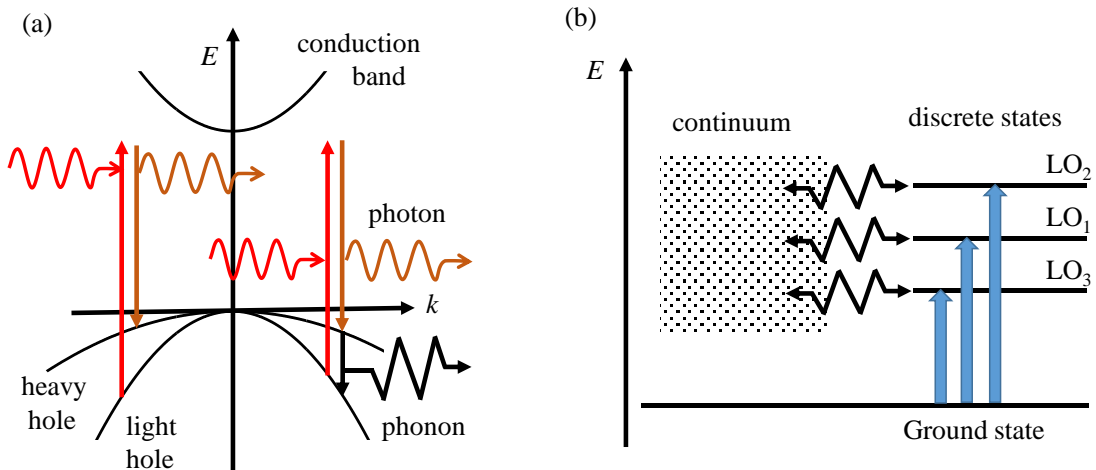 (a)
E
conduction
band
photon
k
heavy
hole
light
hole
phonon
(b)
E
continuum
discrete states
LO₂
LO₁
LO₃
Ground state